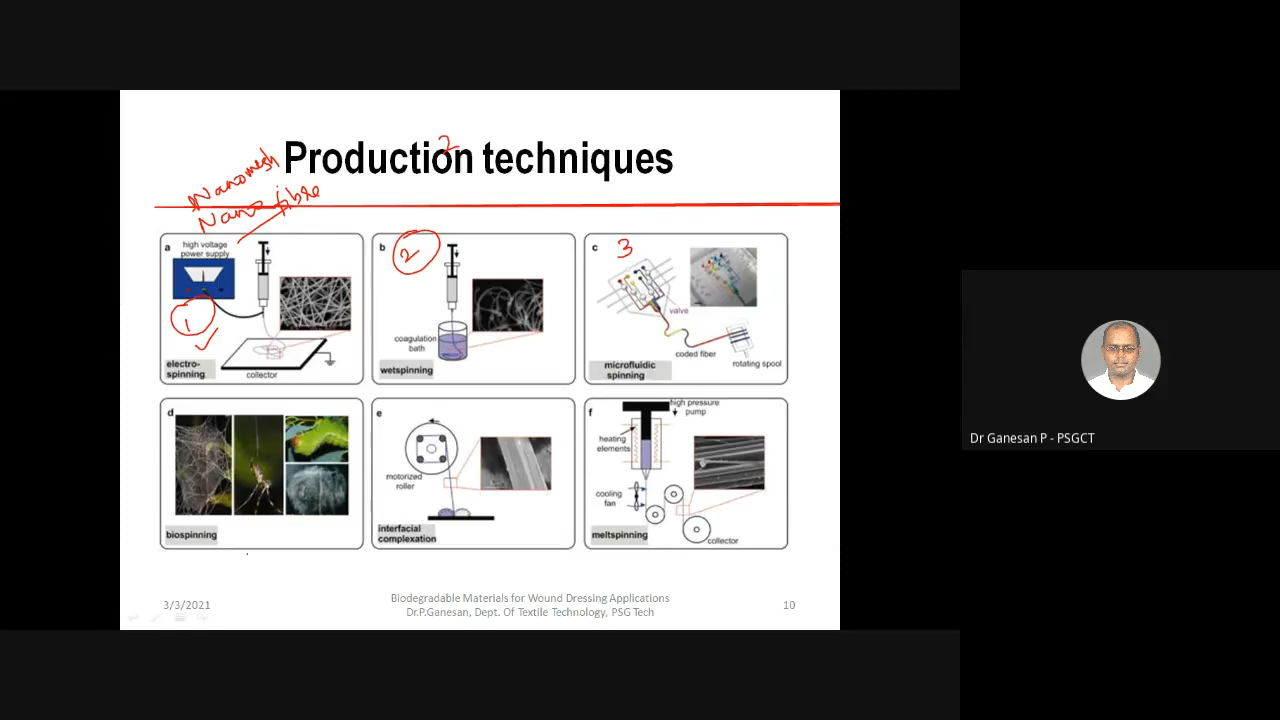 Production techniques
2
Nanomesh
Nano fibre
a
high voltage
power supply
1
electro-
spinning
collector
b
2
coagulation
bath
wetspinning
c
3
valve
coded fiber
rotating spool
microfluidic
spinning
d
biospinning
e
motorized
roller
interfacial
complexation
f
high pressure
pump
heating
elements
cooling
fan
meltspinning
collector
3/3/2021
Biodegradable Materials for Wound Dressing Applications
Dr.P.Ganesan, Dept. Of Textile Technology, PSG Tech
10
Dr Ganesan P - PSGCT